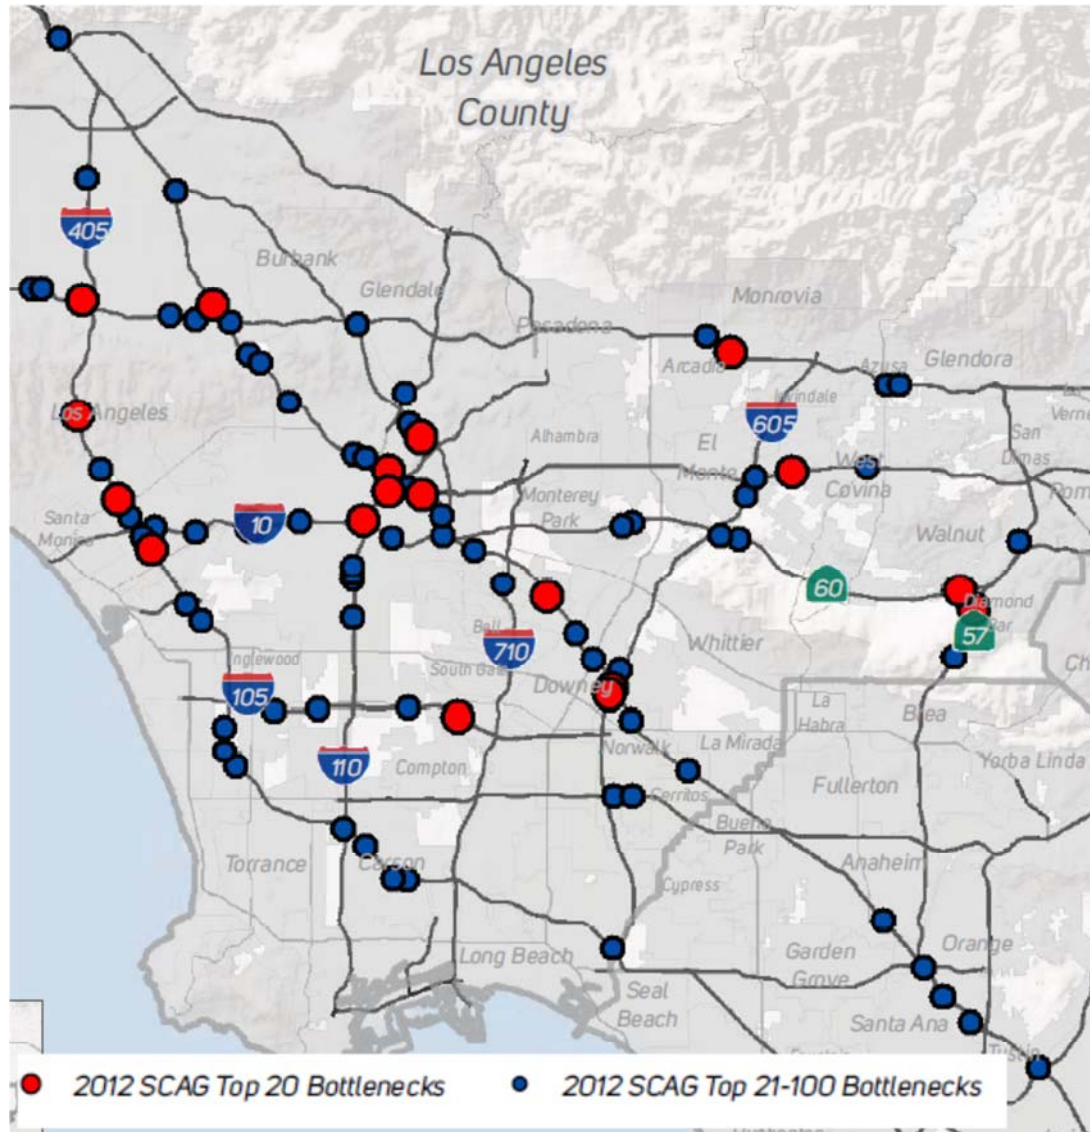 Los Angeles
County
405
Burbank
Glendale
Monrovia
Pasadena
Arcadia
Azusa
Glendora
Irwindale
605
Los Angeles
Alhambra
El
Monte
San
Dimas
West
Covina
Monterey
Park
Santa
Monica
10
Walnut
60
Diamond
Bar
57
Bell
710
Whittier
Inglewood
South Gate
105
Downey
La
Habra
Brea
Norwalk
La Mirada
Yorba Linda
110
Compton
Cerritos
Fullerton
Buena
Park
Torrance
Carson
Anaheim
Cypress
Long Beach
Garden
Grove
Orange
Seal
Beach
Santa Ana
Tustin
2012 SCAG Top 20 Bottlenecks
2012 SCAG Top 21-100 Bottlenecks